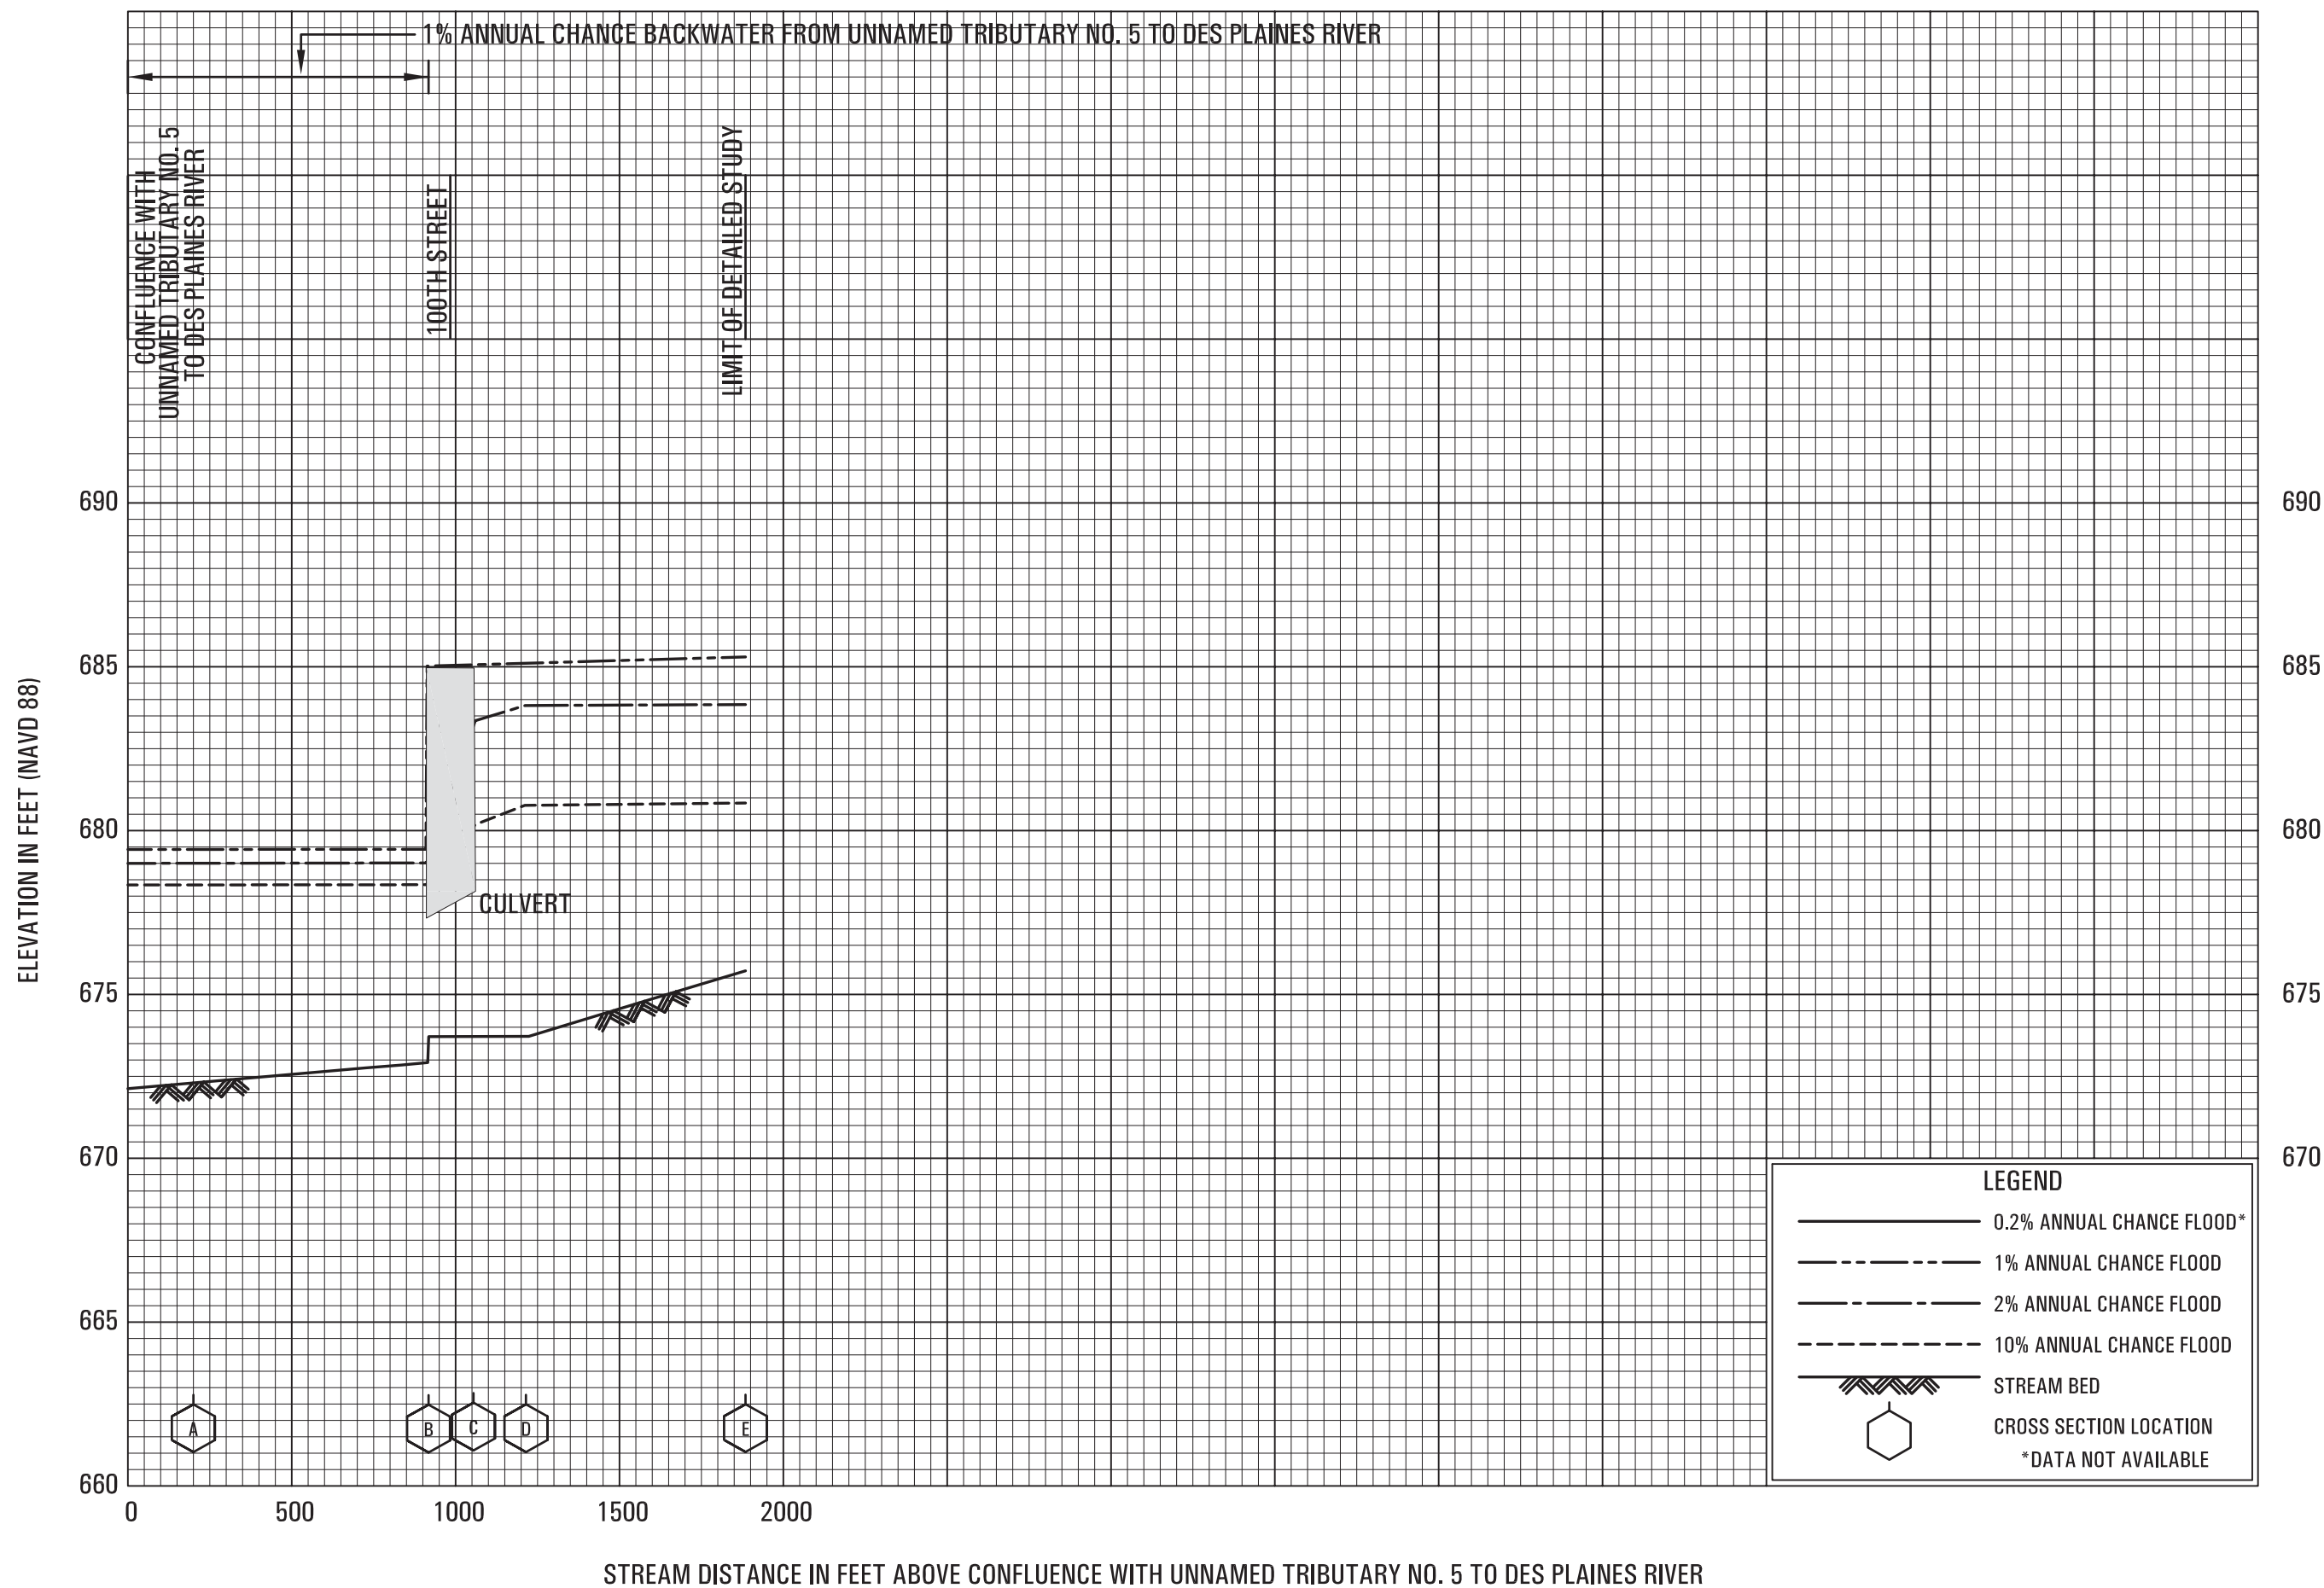 1% ANNUAL CHANCE BACKWATER FROM UNNAMED TRIBUTARY NO. 5 TO DES PLAINES RIVER
CONFLUENCE WITH
UNNAMED TRIBUTARY NO. 5
TO DES PLAINES RIVER
100TH STREET
LIMIT OF DETAILED STUDY
ELEVATION IN FEET (NAVD 88)
690
690
685
685
680
680
CULVERT
675
675
670
670
665
660
A
B
C
D
E
0
500
1000
1500
2000
STREAM DISTANCE IN FEET ABOVE CONFLUENCE WITH UNNAMED TRIBUTARY NO. 5 TO DES PLAINES RIVER
LEGEND
0.2% ANNUAL CHANCE FLOOD*
1% ANNUAL CHANCE FLOOD
2% ANNUAL CHANCE FLOOD
10% ANNUAL CHANCE FLOOD
STREAM BED
CROSS SECTION LOCATION
*DATA NOT AVAILABLE